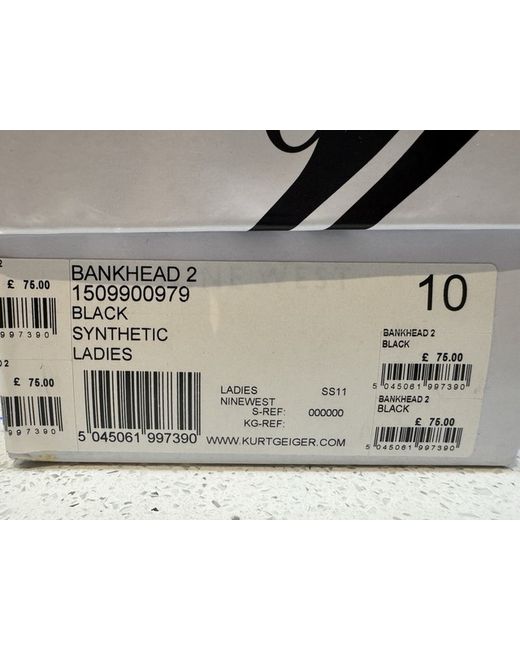 BANKHEAD 2
1509900979
BLACK
SYNTHETIC
LADIES
5 045061 997390
LADIES SS11
NINEWEST
S-REF: 000000
KG-REF:
WWW.KURTGEIGER.COM
10
BANKHEAD 2
BLACK
£ 75.00
5 045061 997390
BANKHEAD 2
BLACK
£ 75.00
5 045061 997390
2
£ 75.00
997390
D 2
£ 75.00
997390